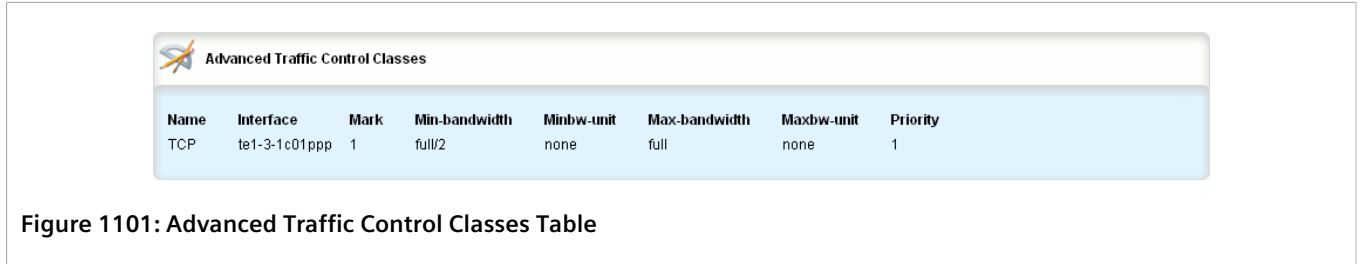 Advanced Traffic Control Classes
Name Interface Mark Min-bandwidth Minbw-unit Max-bandwidth Maxbw-unit Priority
TCP te1-3-1c01ppp 1 full/2 none full none 1
Figure 1101: Advanced Traffic Control Classes Table